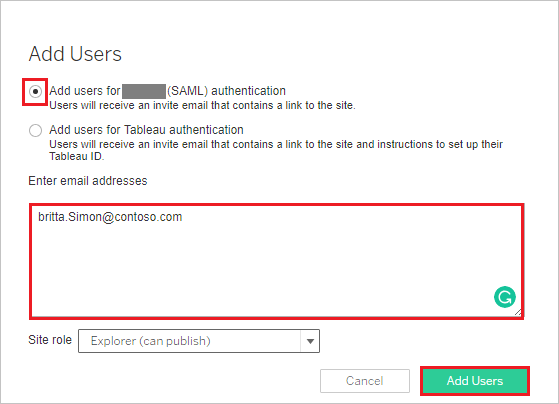 Add Users
Add users for (SAML) authentication
Users will receive an invite email that contains a link to the site.
Add users for Tableau authentication
Users will receive an invite email that contains a link to the site and instructions to set up their
Tableau ID.
Enter email addresses
britta.Simon@contoso.com
Site role Explorer (can publish)
Cancel Add Users